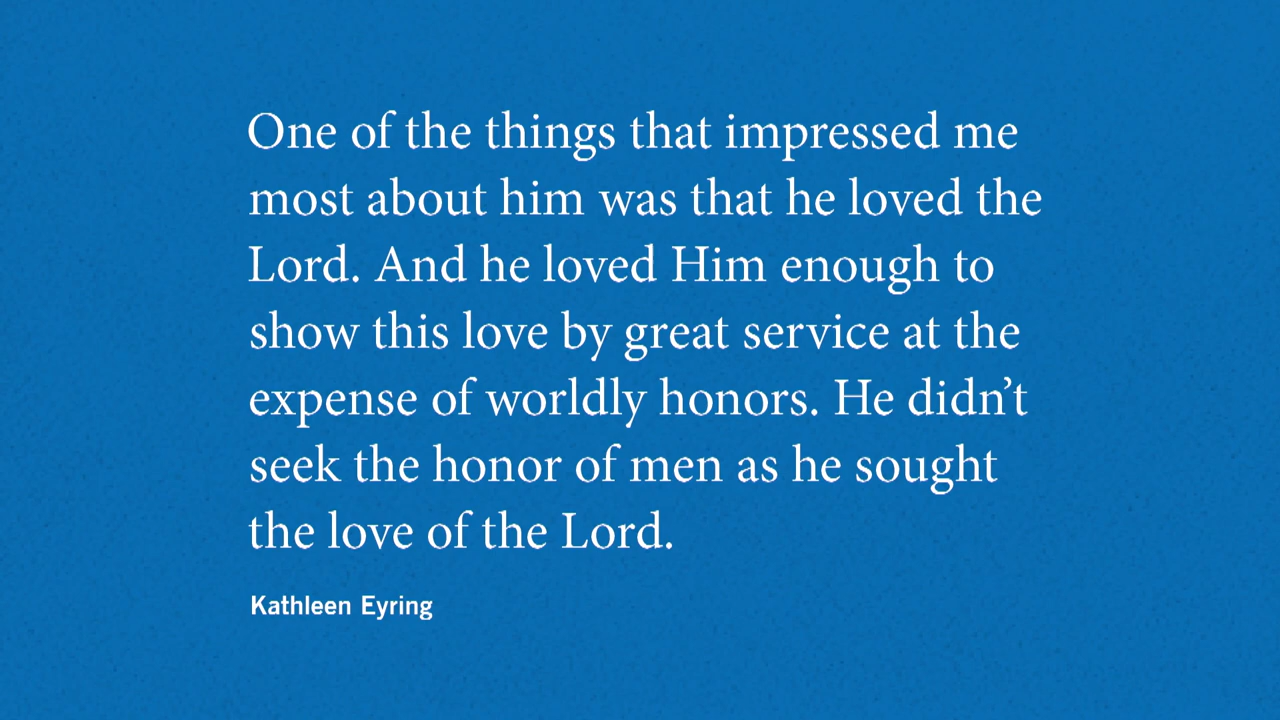 One of the things that impressed me
most about him was that he loved the
Lord. And he loved Him enough to
show this love by great service at the
expense of worldly honors. He didn’t
seek the honor of men as he sought
the love of the Lord.
Kathleen Eyring